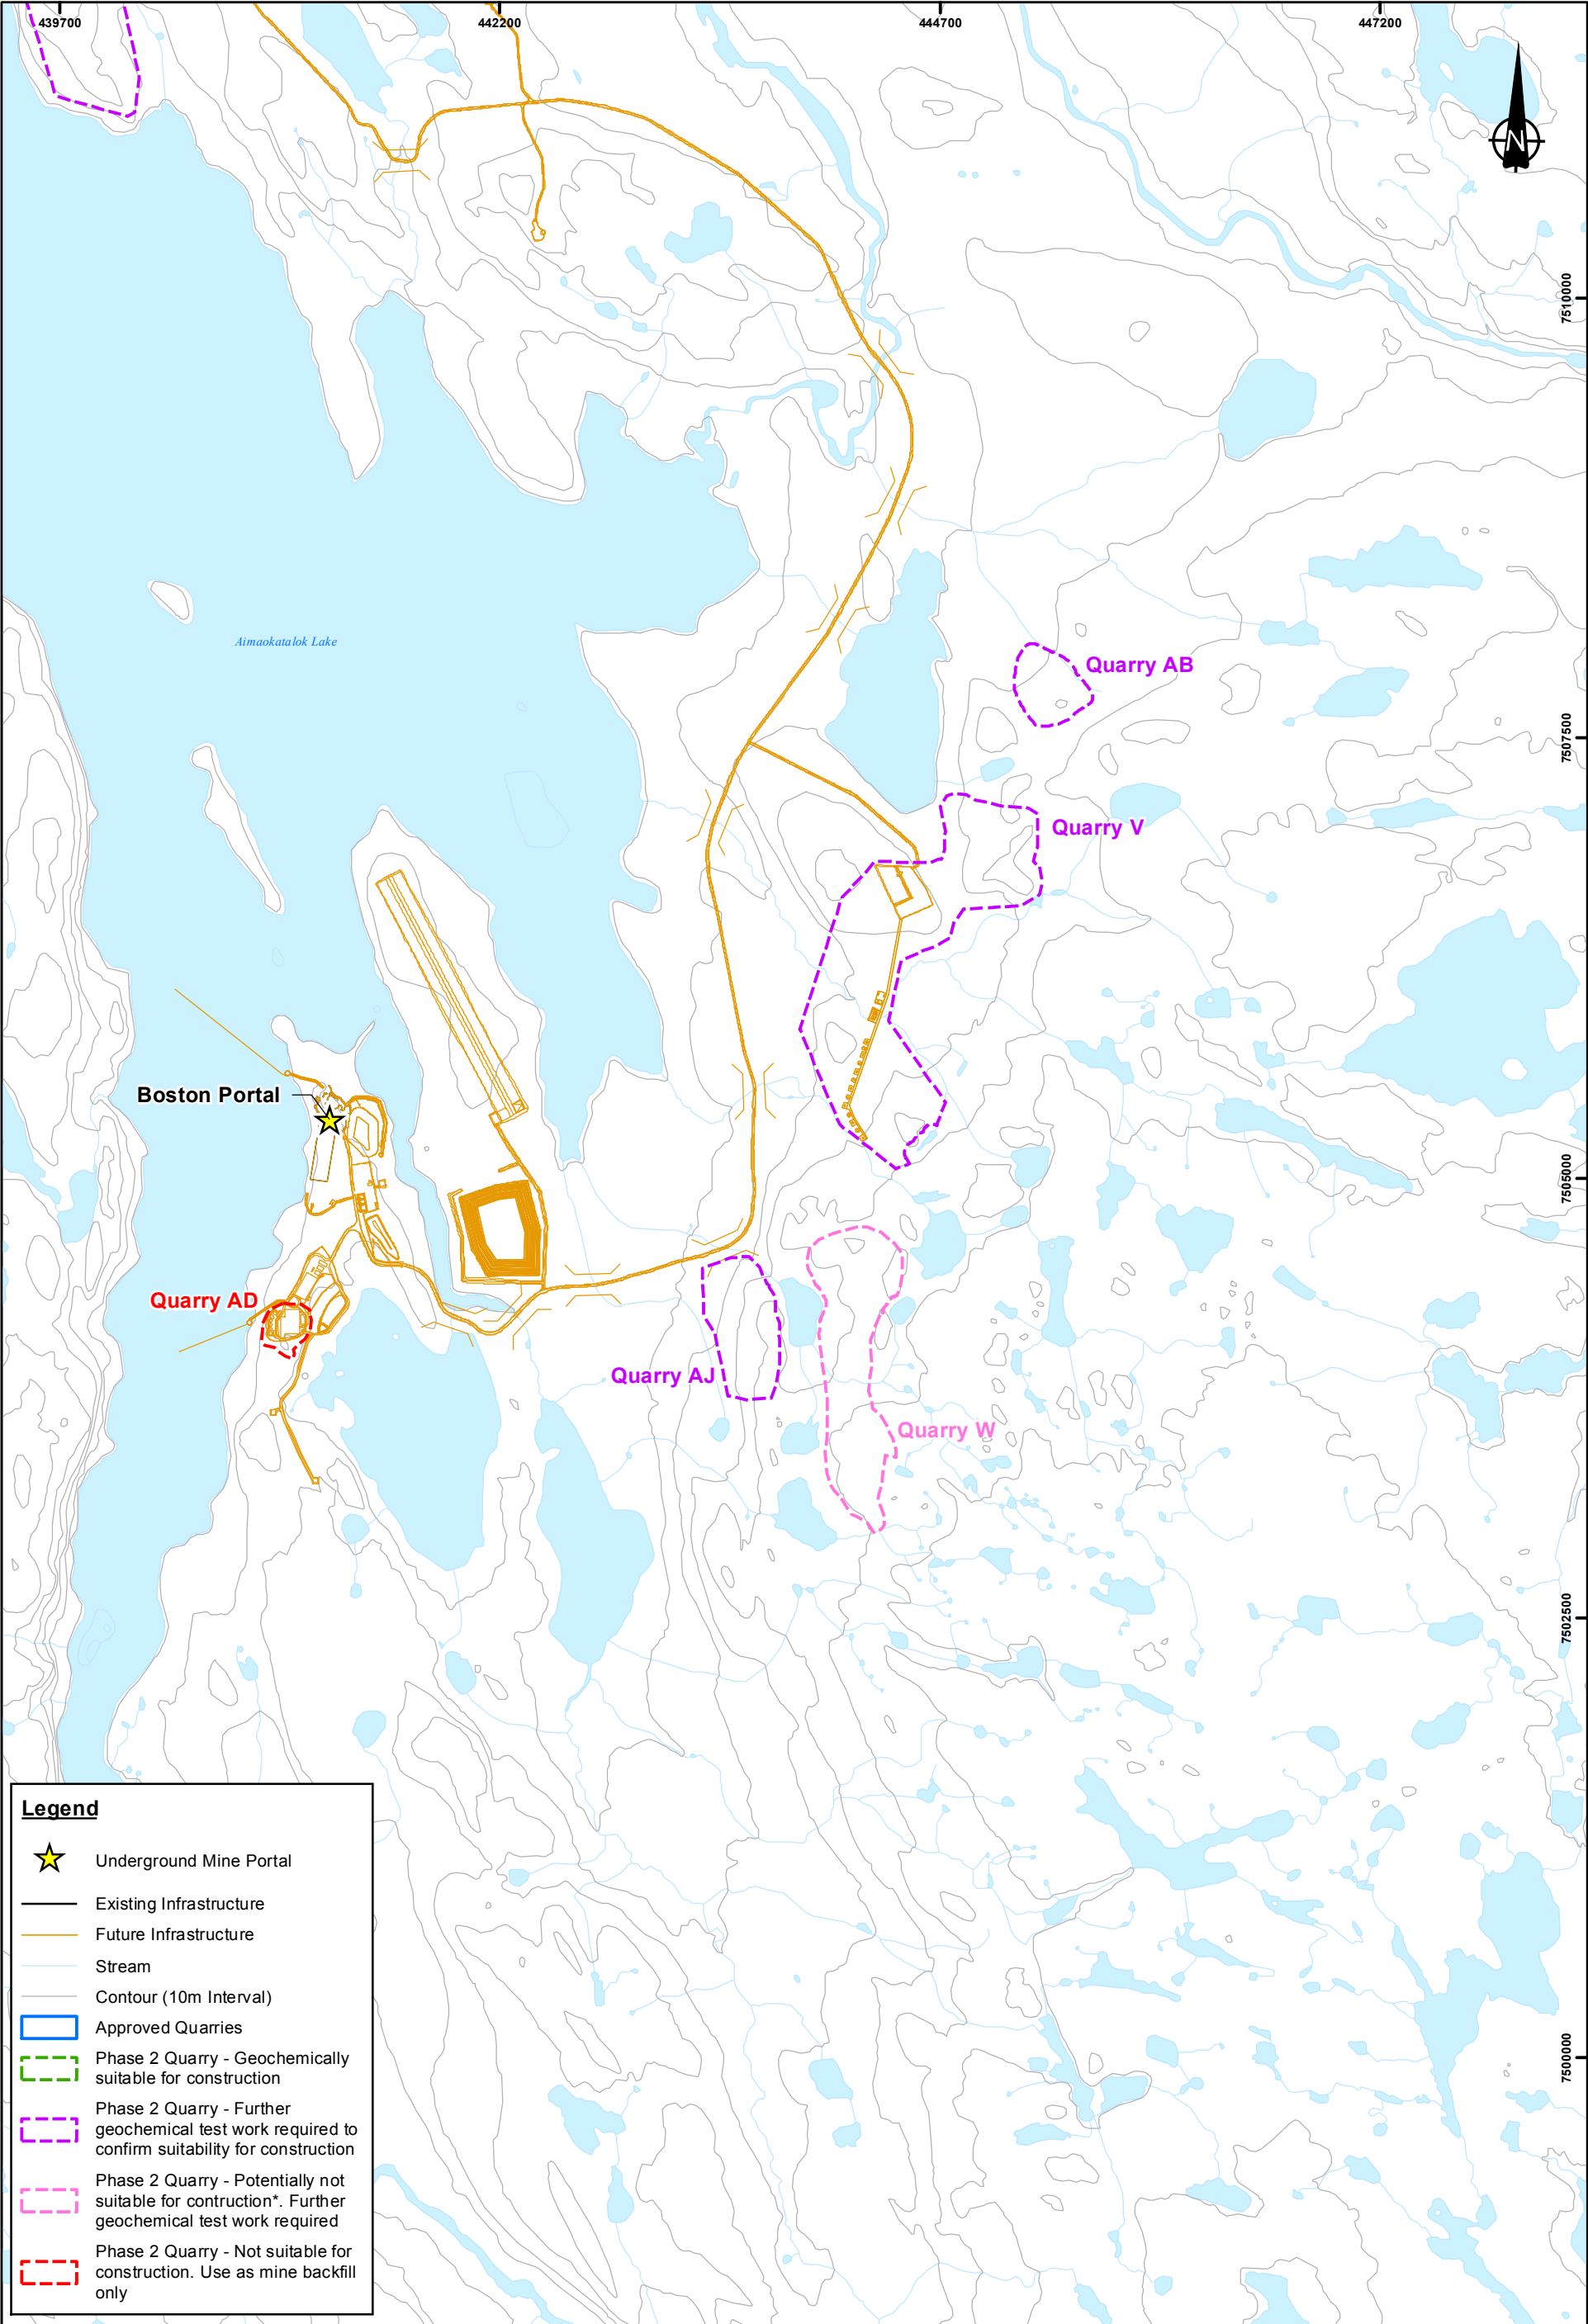 439700
442200
444700
447200
N
7510000
Aimaokatalok Lake
Quarry AB
7507500
Quarry V
Boston Portal
7505000
Quarry AD
Quarry AJ
Quarry W
7502500
Legend
Underground Mine Portal
Existing Infrastructure
Future Infrastructure
Stream
Contour (10m Interval)
Approved Quarries
Phase 2 Quarry - Geochemically
suitable for construction
Phase 2 Quarry - Further
geochemical test work required to
confirm suitability for construction
Phase 2 Quarry - Potentially not
suitable for contruction*. Further
geochemical test work required
Phase 2 Quarry - Not suitable for
construction. Use as mine backfill
only
7500000